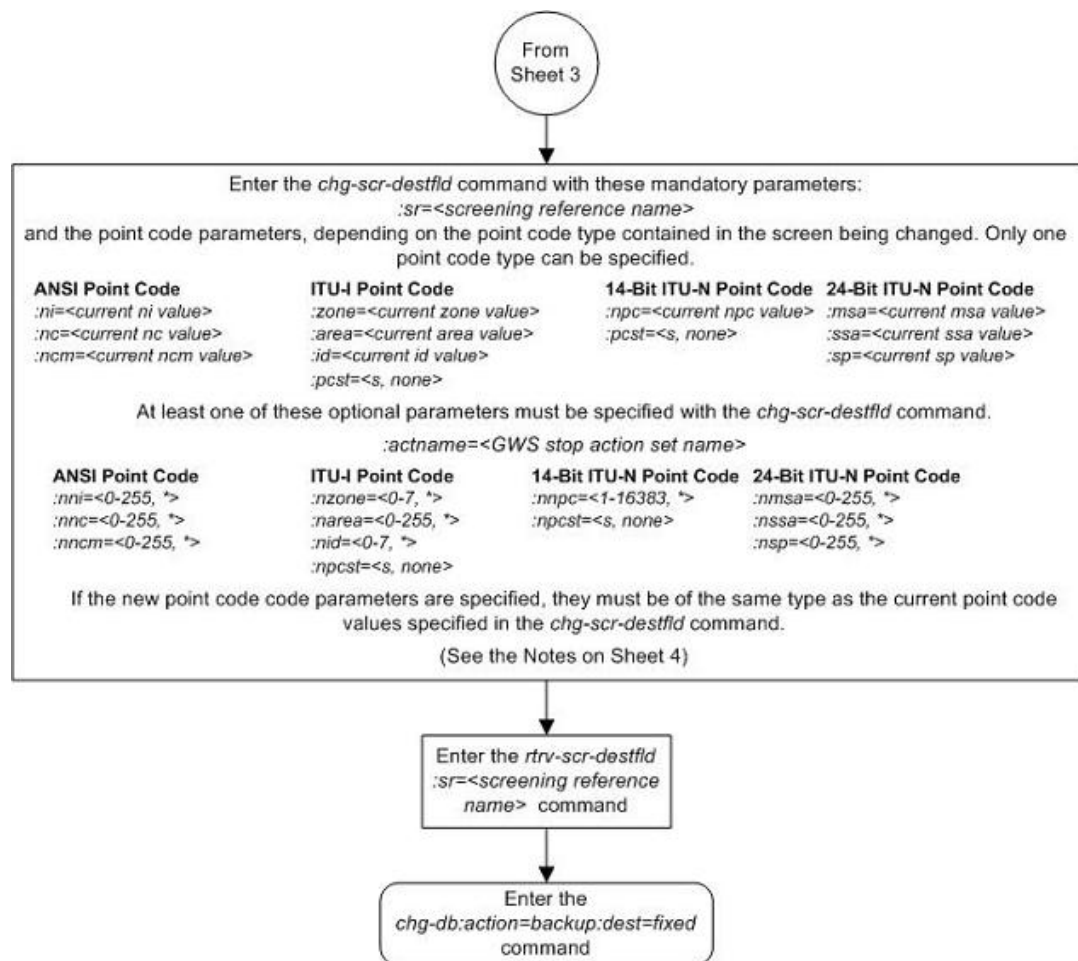 From
Sheet 3
Enter the chg-scr-destfld command with these mandatory parameters:
:sr=<screening reference name>
and the point code parameters, depending on the point code type contained in the screen being changed. Only one
point code type can be specified.
ANSI Point Code ITU-I Point Code 14-Bit ITU-N Point Code 24-Bit ITU-N Point Code
:ni=<current ni value> :zone=<current zone value> :npc=<current npc value> :msa=<current msa value>
:nc=<current nc value> :area=<current area value> :pcst=<s, none> :ssa=<current ssa value>
:ncm=<current ncm value> :id=<current id value> :sp=<current sp value>
:pcst=<s, none>
At least one of these optional parameters must be specified with the chg-scr-destfld command.
:actname=<GWS stop action set name>
ANSI Point Code ITU-I Point Code 14-Bit ITU-N Point Code 24-Bit ITU-N Point Code
:nni=<0-255, *> :nzone=<0-7, *> :nnpc=<1-16383, *> :nmsa=<0-255, *>
:nnc=<0-255, *> :narea=<0-255, *> :npcst=<s, none> :nssa=<0-255, *>
:nncm=<0-255, *> :nid=<0-7, *> :nsp=<0-255, *>
:npcst=<s, none>
If the new point code code parameters are specified, they must be of the same type as the current point code
values specified in the chg-scr-destfld command.
(See the Notes on Sheet 4)
Enter the rtrv-scr-destfld
:sr=<screening reference
name> command
Enter the
chg-db:action=backup:dest=fixed
command